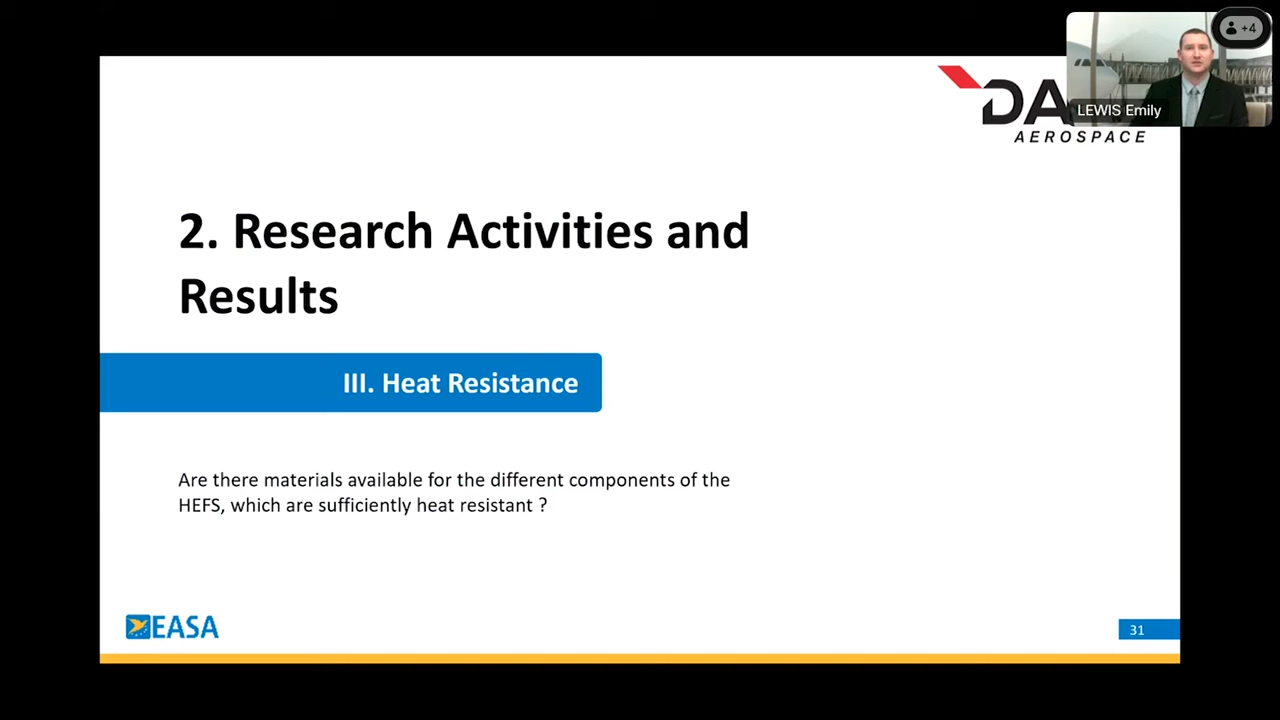 +4
LEWIS Emily
DA
AEROSPACE
2. Research Activities and
Results
III. Heat Resistance
Are there materials available for the different components of the
HEFS, which are sufficiently heat resistant ?
EASA
31